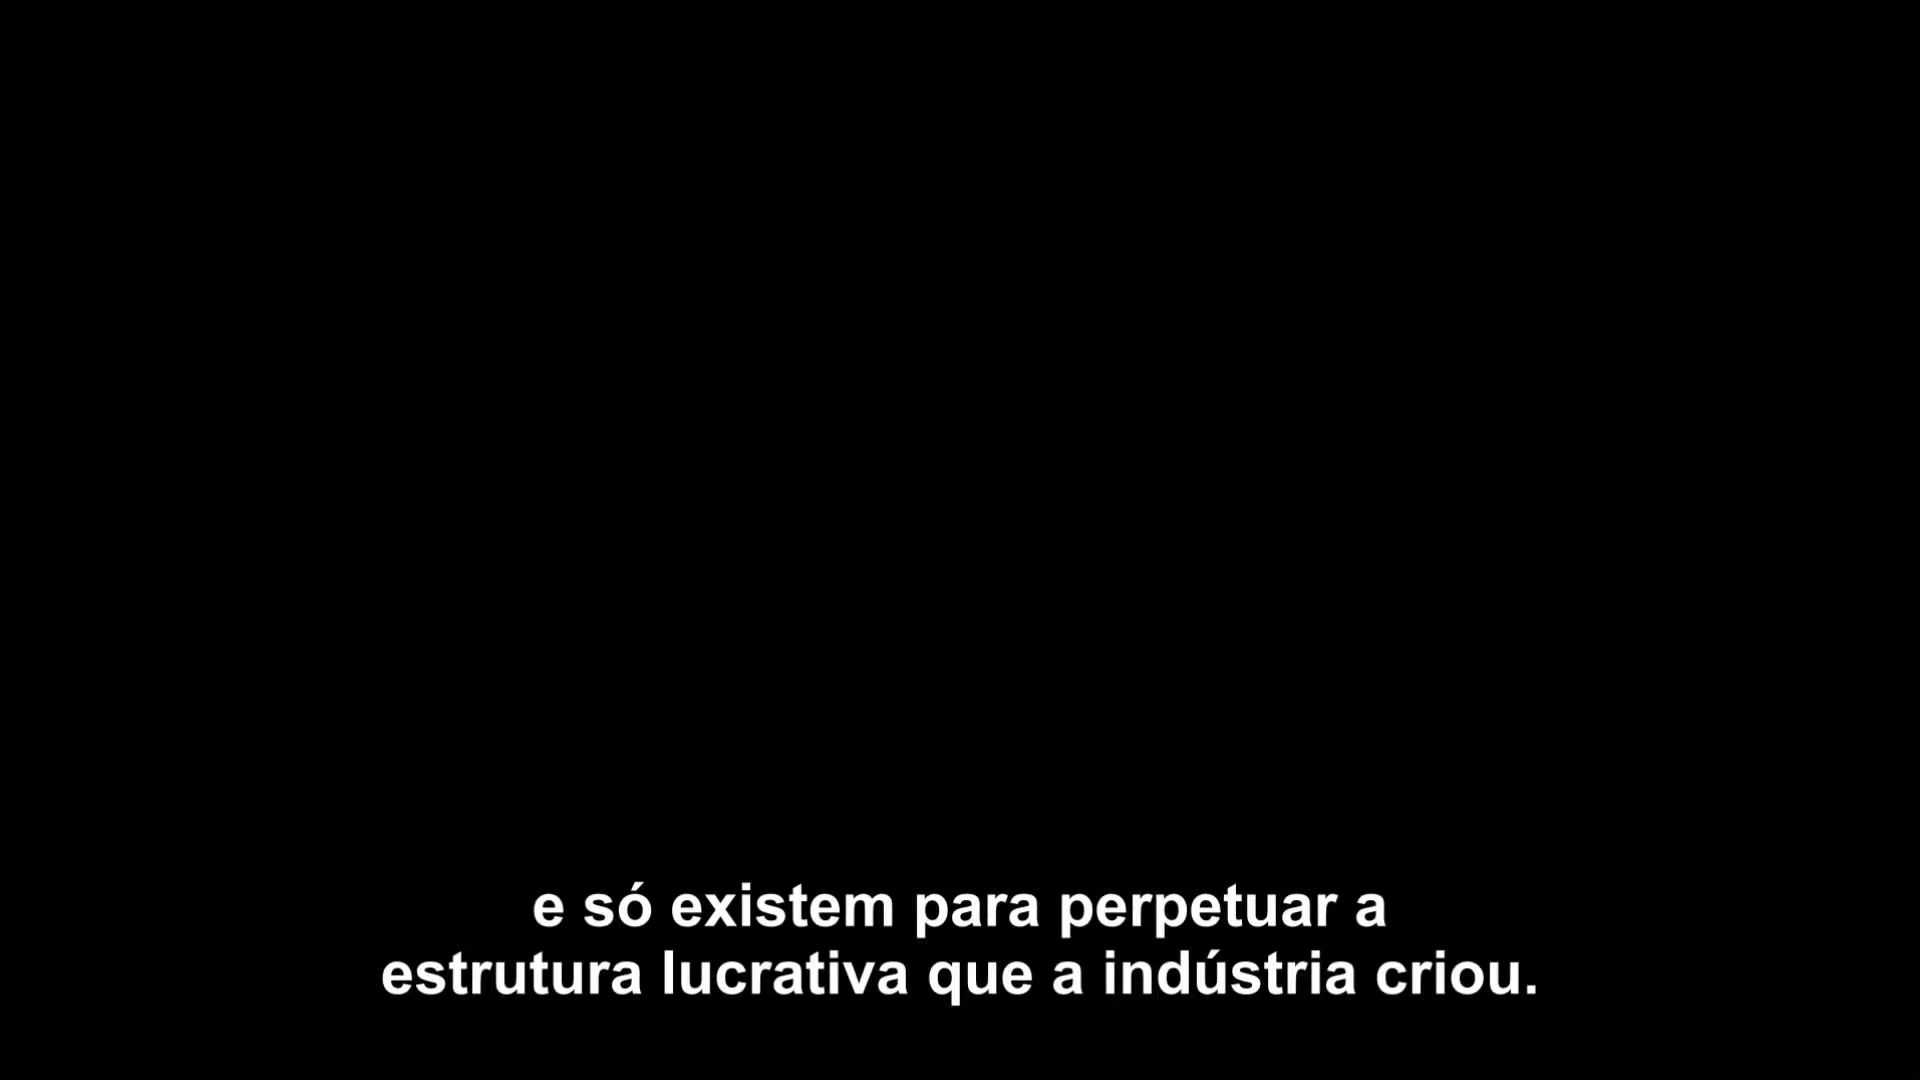 e só existem para perpetuar a
estrutura lucrativa que a indústria criou.